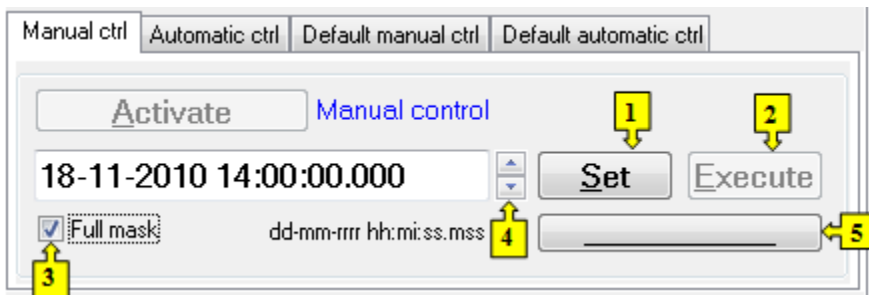 Manual ctrl Automatic ctrl Default manual ctrl Default automatic ctrl
Activate Manual control 1 2
18-11-2010 14:00:00.000 Set Execute
Full mask dd-mm-rrrr hh:mi:ss.mss 4 5
3